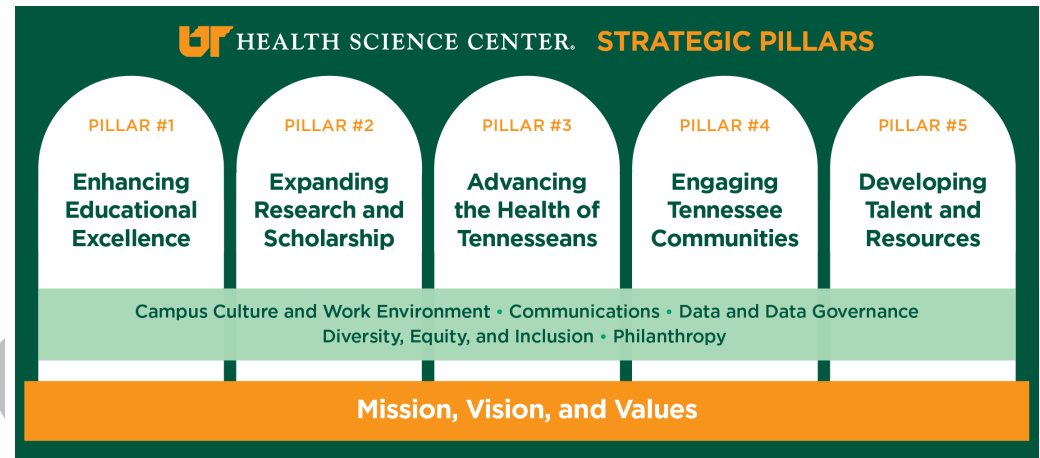 UT HEALTH SCIENCE CENTER® STRATEGIC PILLARS
PILLAR #1
Enhancing
Educational
Excellence
PILLAR #2
Expanding
Research and
Scholarship
PILLAR #3
Advancing
the Health of
Tennesseans
PILLAR #4
Engaging
Tennessee
Communities
PILLAR #5
Developing
Talent and
Resources
Campus Culture and Work Environment • Communications • Data and Data Governance
Diversity, Equity, and Inclusion • Philanthropy
Mission, Vision, and Values